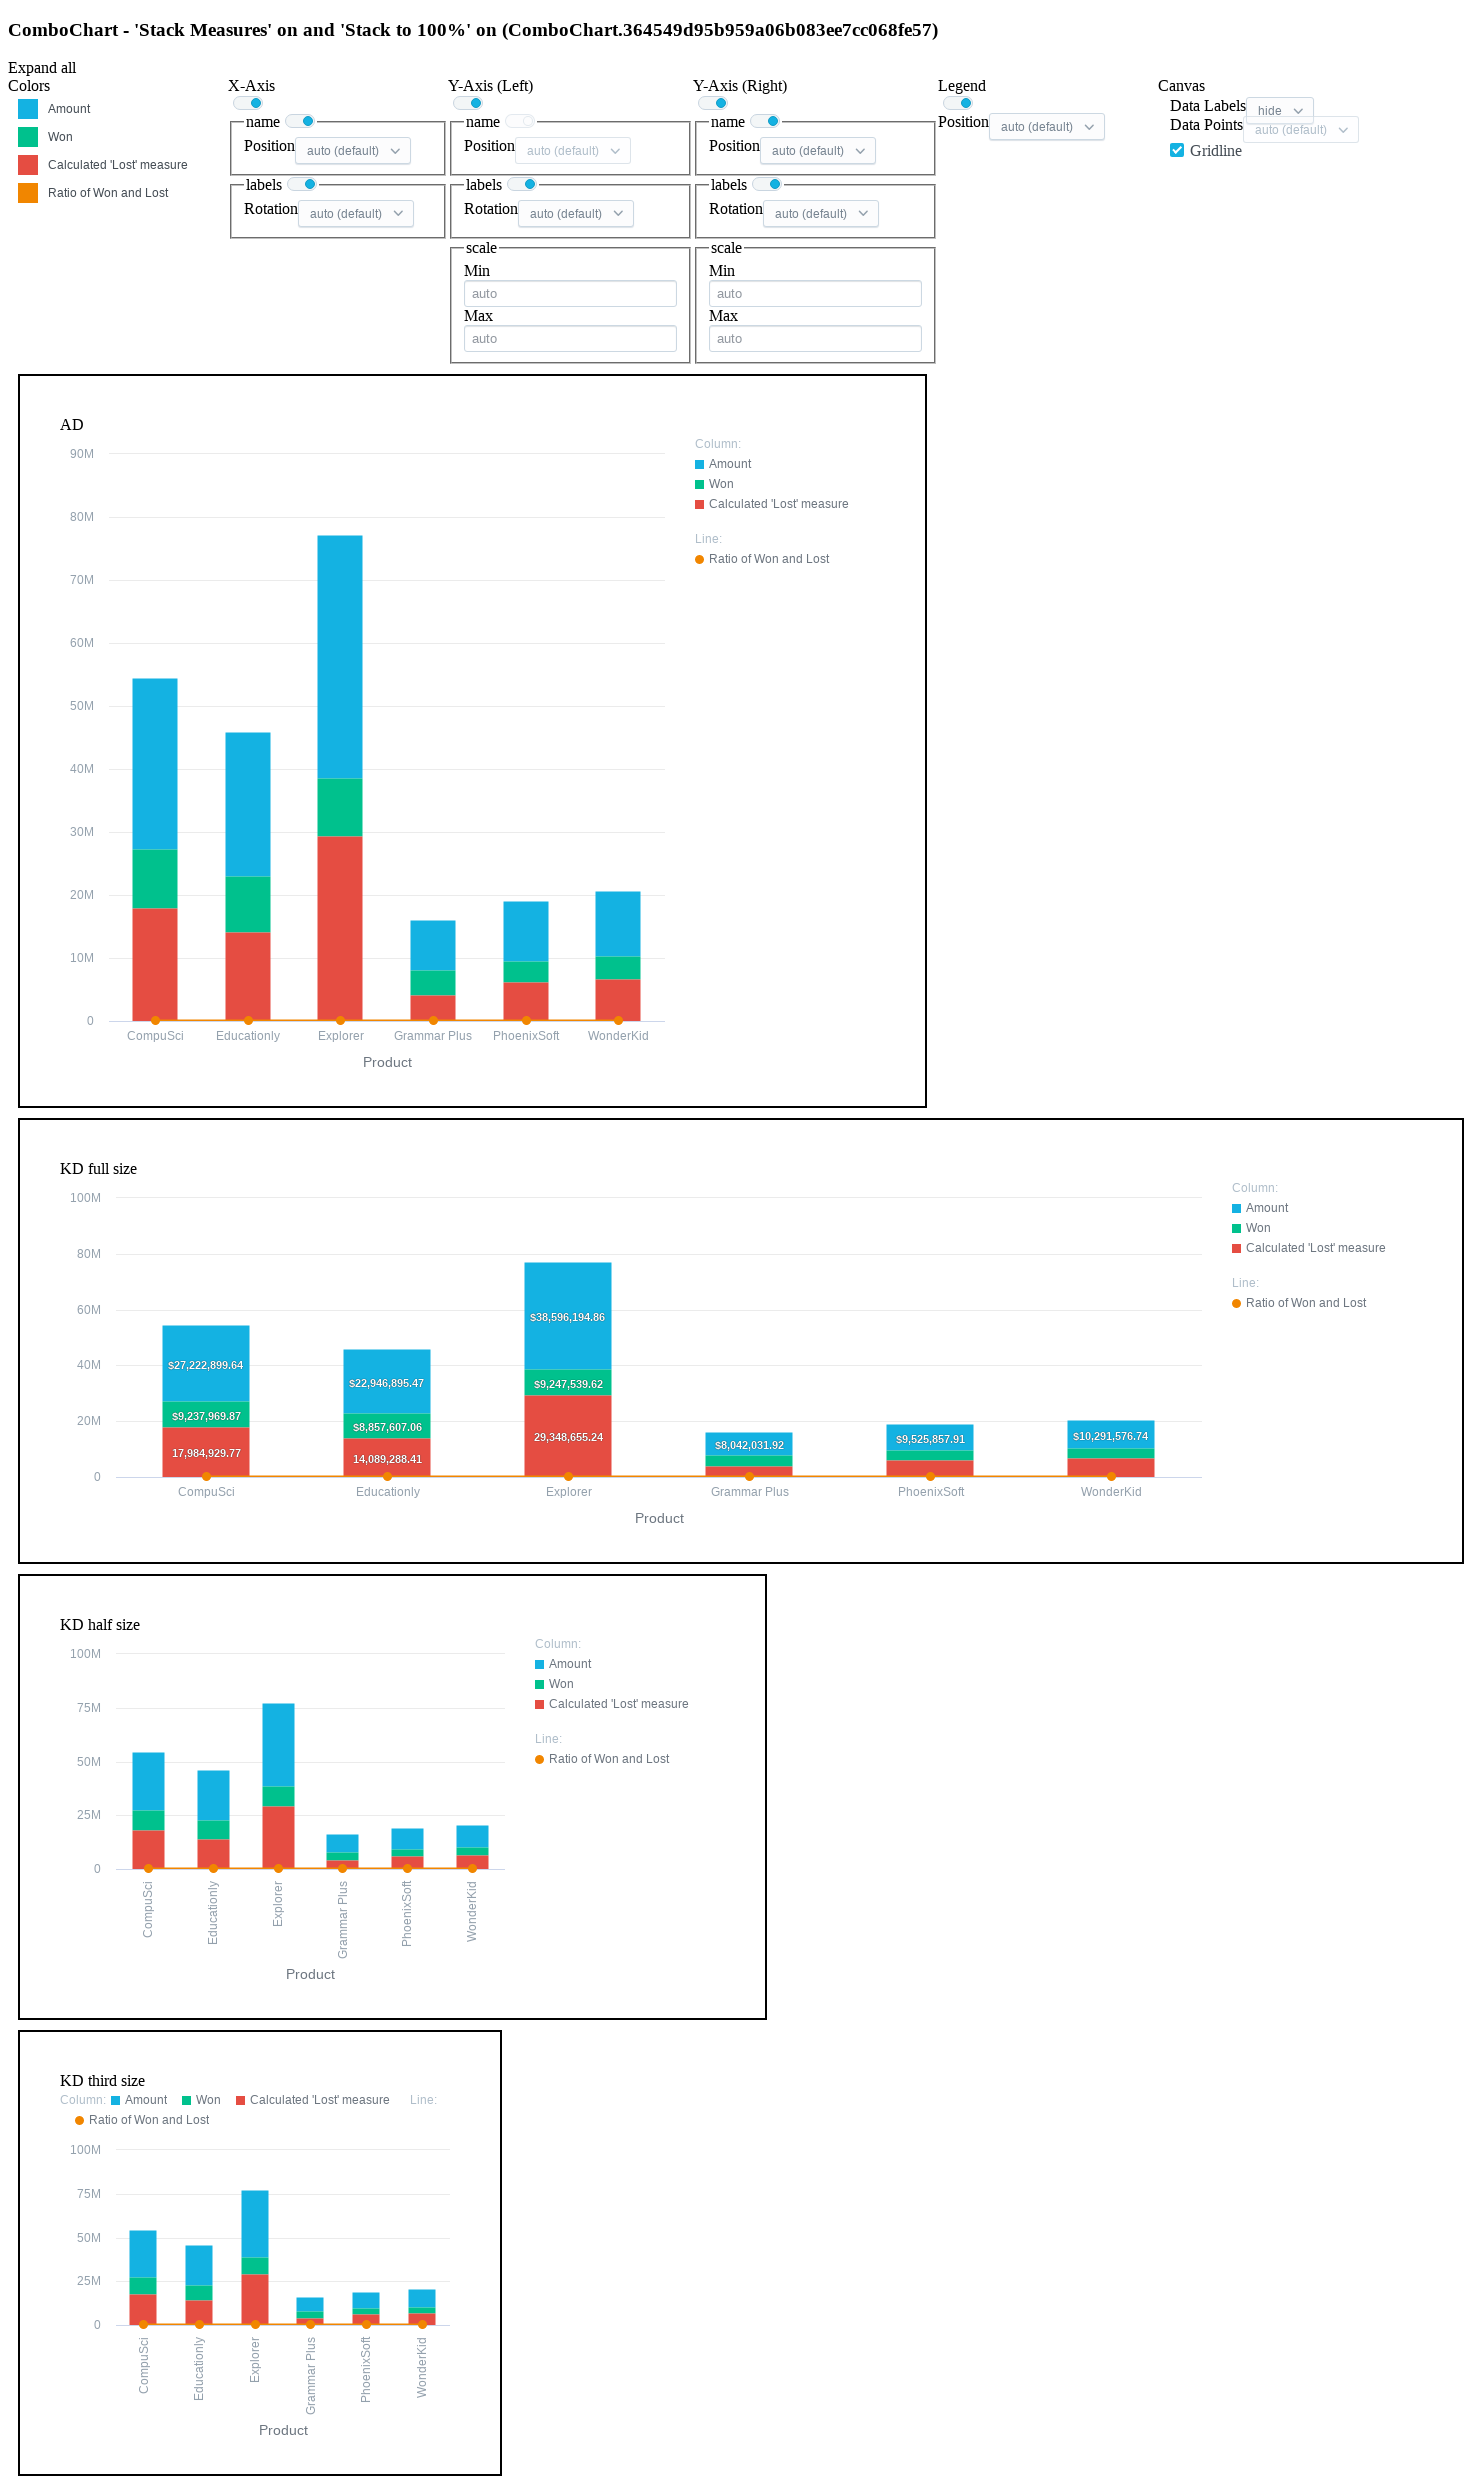 ComboChart - 'Stack Measures' on and 'Stack to 100%' on (ComboChart.364549d95b959a06b083ee7cc068fe57)
Expand all
Colors
Amount
Won
Calculated 'Lost' measure
Ratio of Won and Lost
X-Axis
name
Position auto (default)
labels
Rotation auto (default)
Y-Axis (Left)
name
Position auto (default)
labels
Rotation auto (default)
scale
Min
auto
Max
auto
Y-Axis (Right)
name
Position auto (default)
labels
Rotation auto (default)
scale
Min
auto
Max
auto
Legend
Position auto (default)
Canvas
Data Labels hide
Data Points auto (default)
Gridline
AD
90M
80M
70M
60M
50M
40M
30M
20M
10M
0
CompuSci Educationly Explorer Grammar Plus PhoenixSoft WonderKid
Product
Column:
Amount
Won
Calculated 'Lost' measure
Line:
Ratio of Won and Lost
KD full size
100M
80M
60M
40M
20M
0
$27,222,899.64
$9,237,969.87
17,984,929.77
$22,946,895.47
$8,857,607.06
14,089,288.41
$38,596,194.86
$9,247,539.62
29,348,655.24
$8,042,031.92
$9,525,857.91
$10,291,576.74
CompuSci Educationly Explorer Grammar Plus PhoenixSoft WonderKid
Product
Column:
Amount
Won
Calculated 'Lost' measure
Line:
Ratio of Won and Lost
KD half size
100M
75M
50M
25M
0
CompuSci Educationly Explorer Grammar Plus PhoenixSoft WonderKid
Product
Column:
Amount
Won
Calculated 'Lost' measure
Line:
Ratio of Won and Lost
KD third size
Column: Amount Won Calculated 'Lost' measure Line:
Ratio of Won and Lost
100M
75M
50M
25M
0
CompuSci Educationly Explorer Grammar Plus PhoenixSoft WonderKid
Product